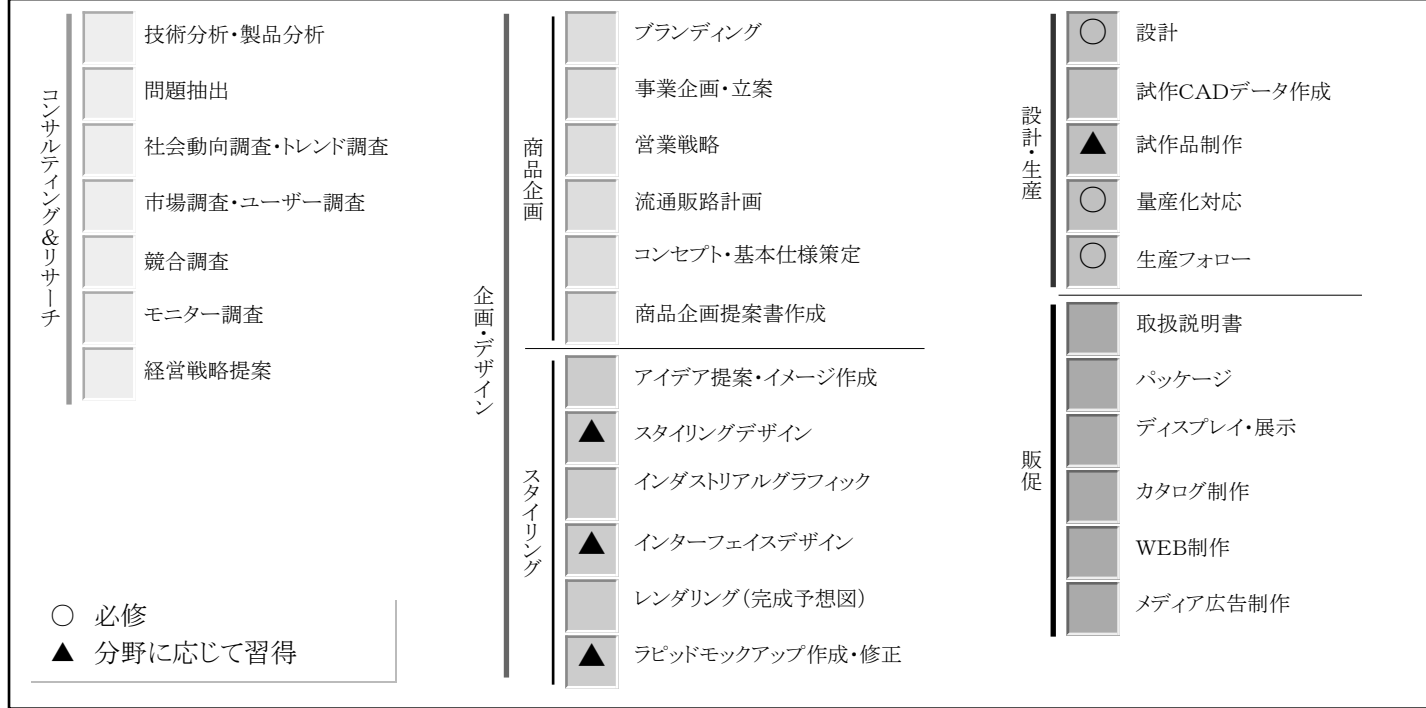 コンサルティング&リサーチ
技術分析・製品分析
問題抽出
社会動向調査・トレンド調査
市場調査・ユーザー調査
競合調査
モニター調査
経営戦略提案
企画・デザイン
商品企画
ブランディング
事業企画・立案
営業戦略
流通販路計画
コンセプト・基本仕様策定
商品企画提案書作成
スタイリング
アイデア提案・イメージ作成
▲ スタイリングデザイン
インダストリアルグラフィック
▲ インターフェイスデザイン
レンダリング(完成予想図)
▲ ラピッドモックアップ作成・修正
設計・生産
○ 設計
試作CADデータ作成
▲ 試作品制作
○ 量産化対応
○ 生産フォロー
販促
取扱説明書
パッケージ
ディスプレイ・展示
カタログ制作
WEB制作
メディア広告制作
○ 必修
▲ 分野に応じて習得